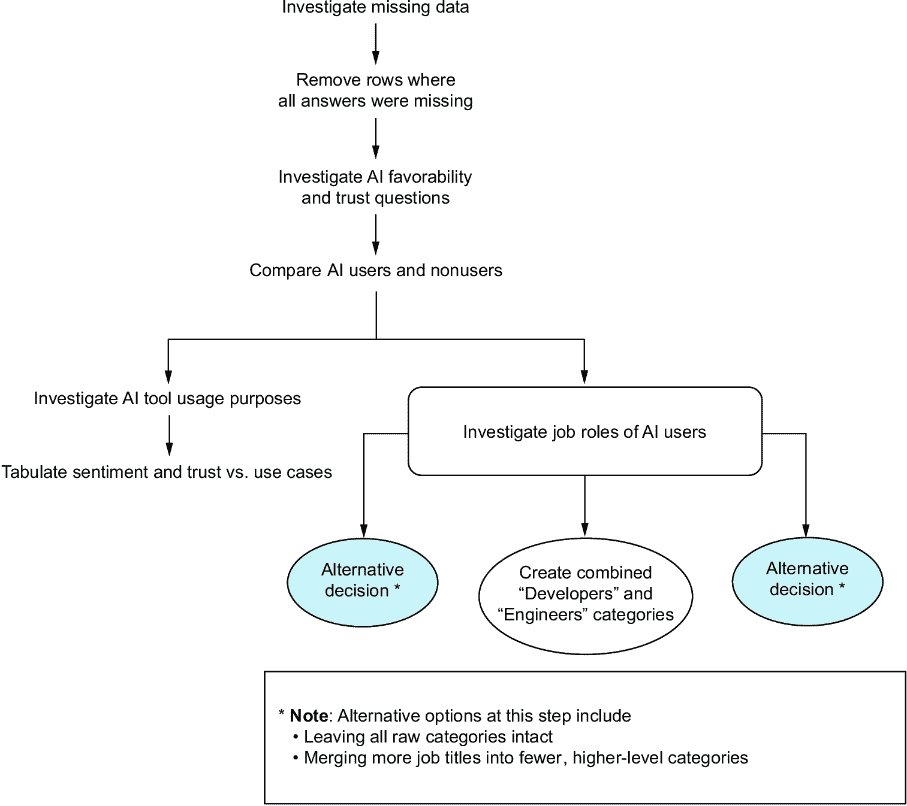 Investigate missing data
Remove rows where
all answers were missing
Investigate AI favorability
and trust questions
Compare AI users and nonusers
Investigate AI tool usage purposes
Tabulate sentiment and trust vs. use cases
Investigate job roles of AI users
Alternative
decision *
Create combined
“Developers” and
“Engineers” categories
Alternative
decision *
* Note: Alternative options at this step include
• Leaving all raw categories intact
• Merging more job titles into fewer, higher-level categories